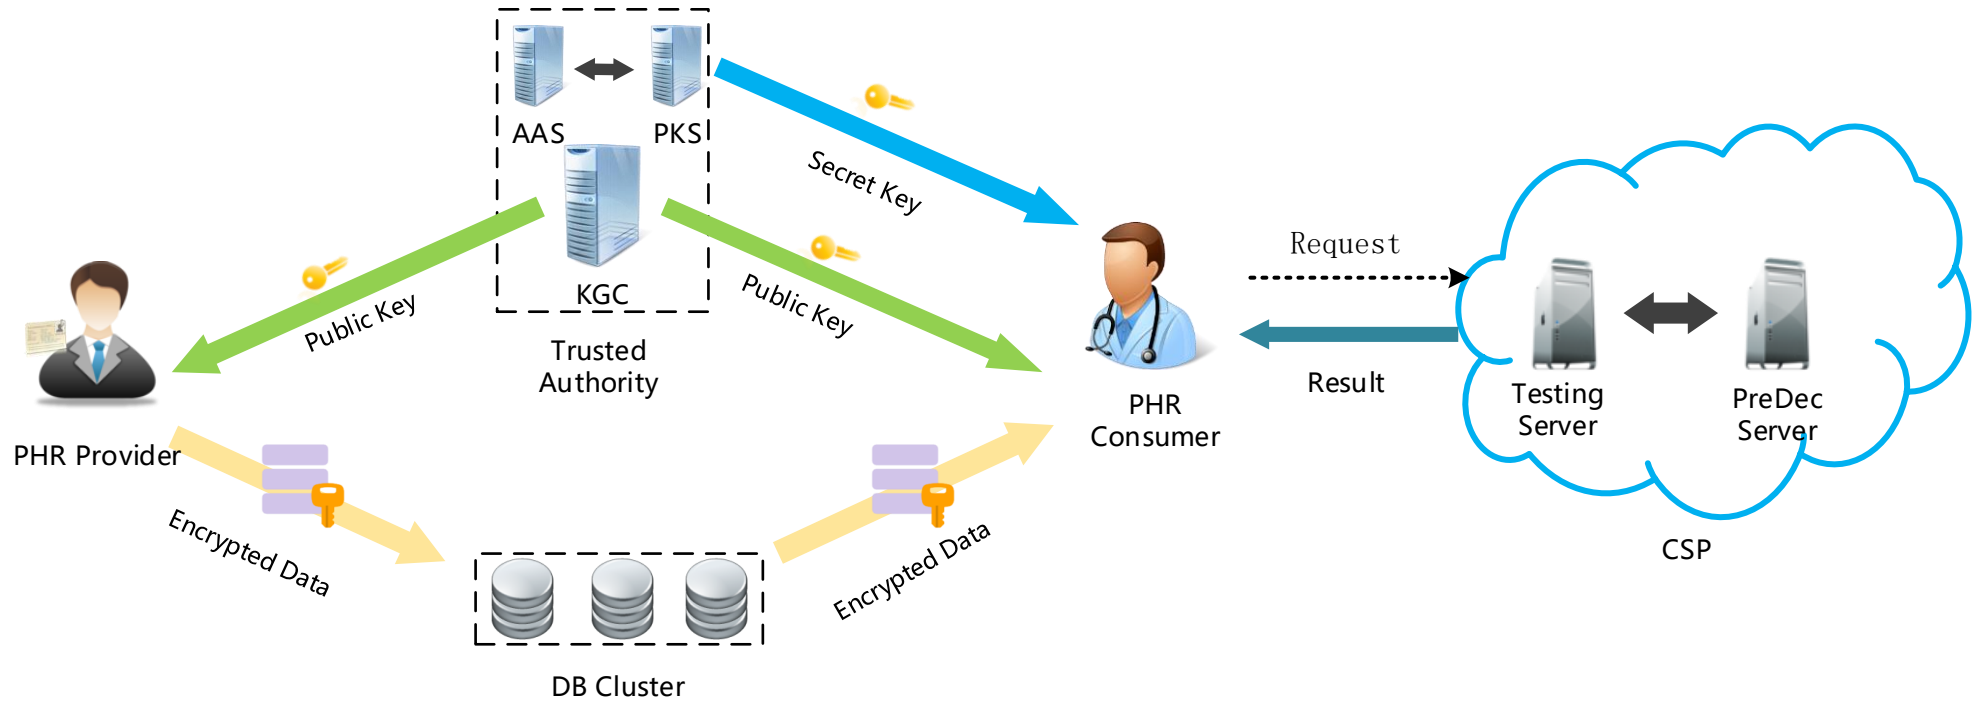 AAS
PKS
KGC
Trusted
Authority
Secret Key
Public Key
Public Key
PHR Provider
Encrypted Data
DB Cluster
Encrypted Data
PHR
Consumer
Request
Result
Testing
Server
PreDec
Server
CSP